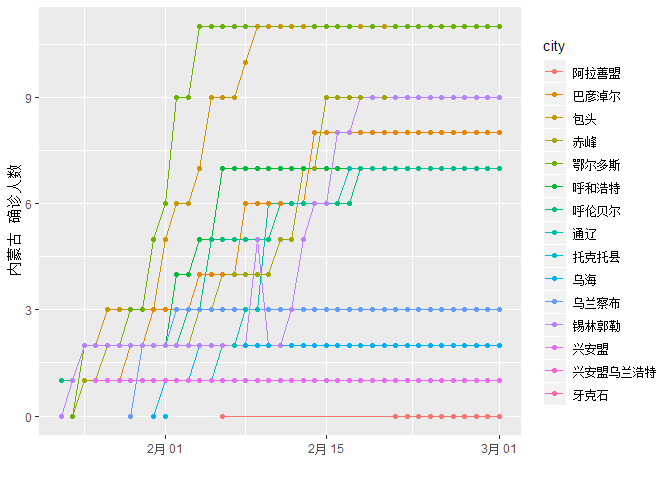 内蒙古 确诊人数
9
6
3
0
2月 01
2月 15
3月 01
city
阿拉善盟
巴彦淖尔
包头
赤峰
鄂尔多斯
呼和浩特
呼伦贝尔
通辽
托克托县
乌海
乌兰察布
锡林郭勒
兴安盟
兴安盟乌兰浩特
牙克石